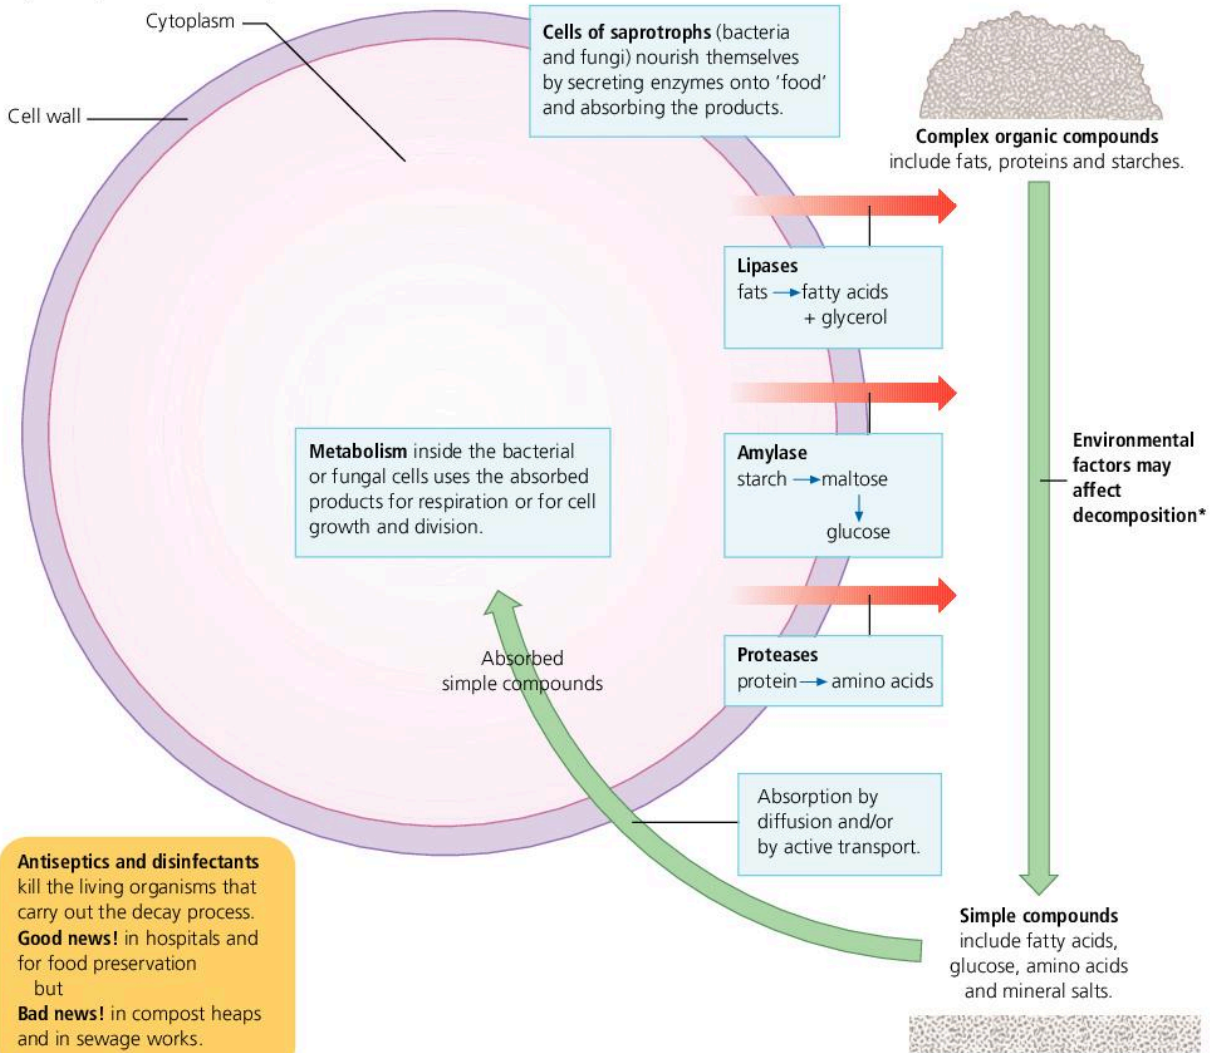 Cytoplasm
Cell wall
Cells of saprotrophs (bacteria
and fungi) nourish themselves
by secreting enzymes onto ‘food’
and absorbing the products.
Complex organic compounds
include fats, proteins and starches.
Lipases
fats → fatty acids
+ glycerol
Amylase
starch → maltose
↓
glucose
Environmental
factors may
affect
decomposition*
Metabolism inside the bacterial
or fungal cells uses the absorbed
products for respiration or for cell
growth and division.
Proteases
protein → amino acids
Absorbed
simple compounds
Absorption by
diffusion and/or
by active transport.
Simple compounds
include fatty acids,
glucose, amino acids
and mineral salts.
Antiseptics and disinfectants
kill the living organisms that
carry out the decay process.
Good news! in hospitals and
for food preservation
but
Bad news! in compost heaps
and in sewage works.